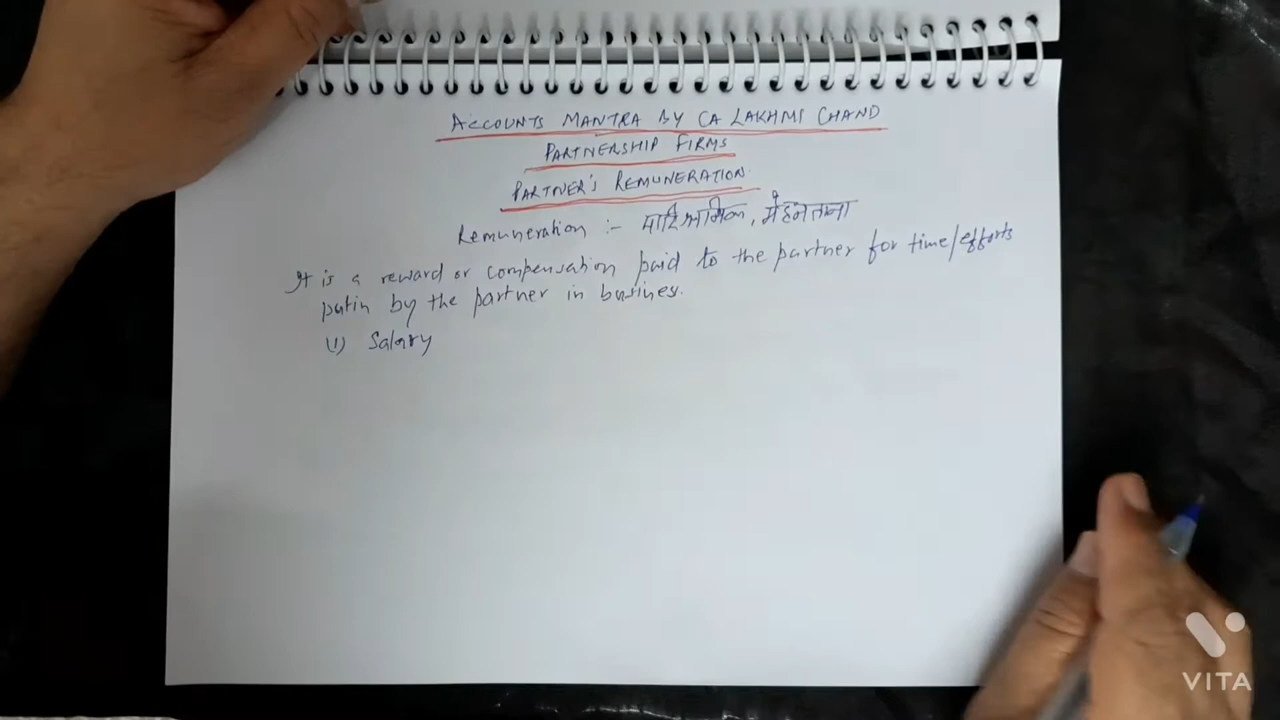 ACCOUNTS MANTRA BY CA LAKHMI CHAND
PARTNERSHIP FIRMS
PARTNER'S REMUNERATION
Remuneration :- पारिश्रमिक, मेहनताना
It is a reward or compensation paid to the partner for time/efforts
putin by the partner in business.
(1) Salary
VITA